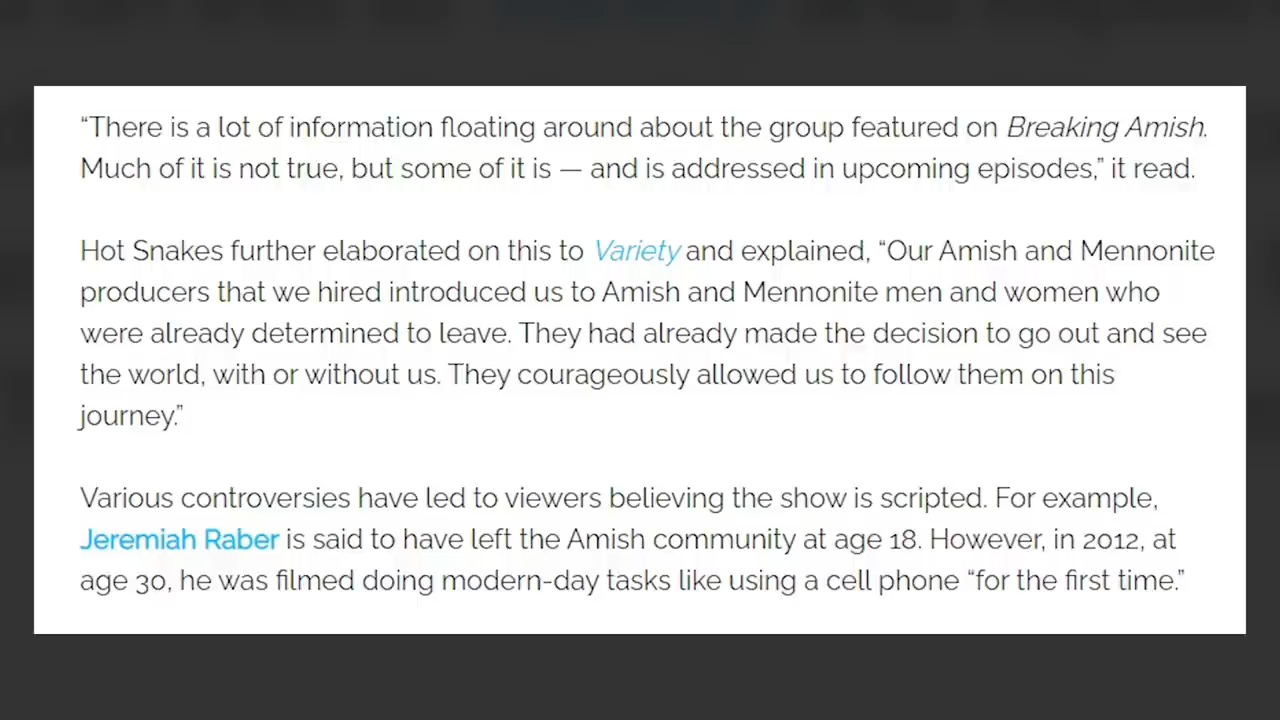 “There is a lot of information floating around about the group featured on Breaking Amish.
Much of it is not true, but some of it is — and is addressed in upcoming episodes,” it read.
Hot Snakes further elaborated on this to Variety and explained, “Our Amish and Mennonite
producers that we hired introduced us to Amish and Mennonite men and women who
were already determined to leave. They had already made the decision to go out and see
the world, with or without us. They courageously allowed us to follow them on this
journey.”
Various controversies have led to viewers believing the show is scripted. For example,
Jeremiah Raber is said to have left the Amish community at age 18. However, in 2012, at
age 30, he was filmed doing modern-day tasks like using a cell phone “for the first time.”